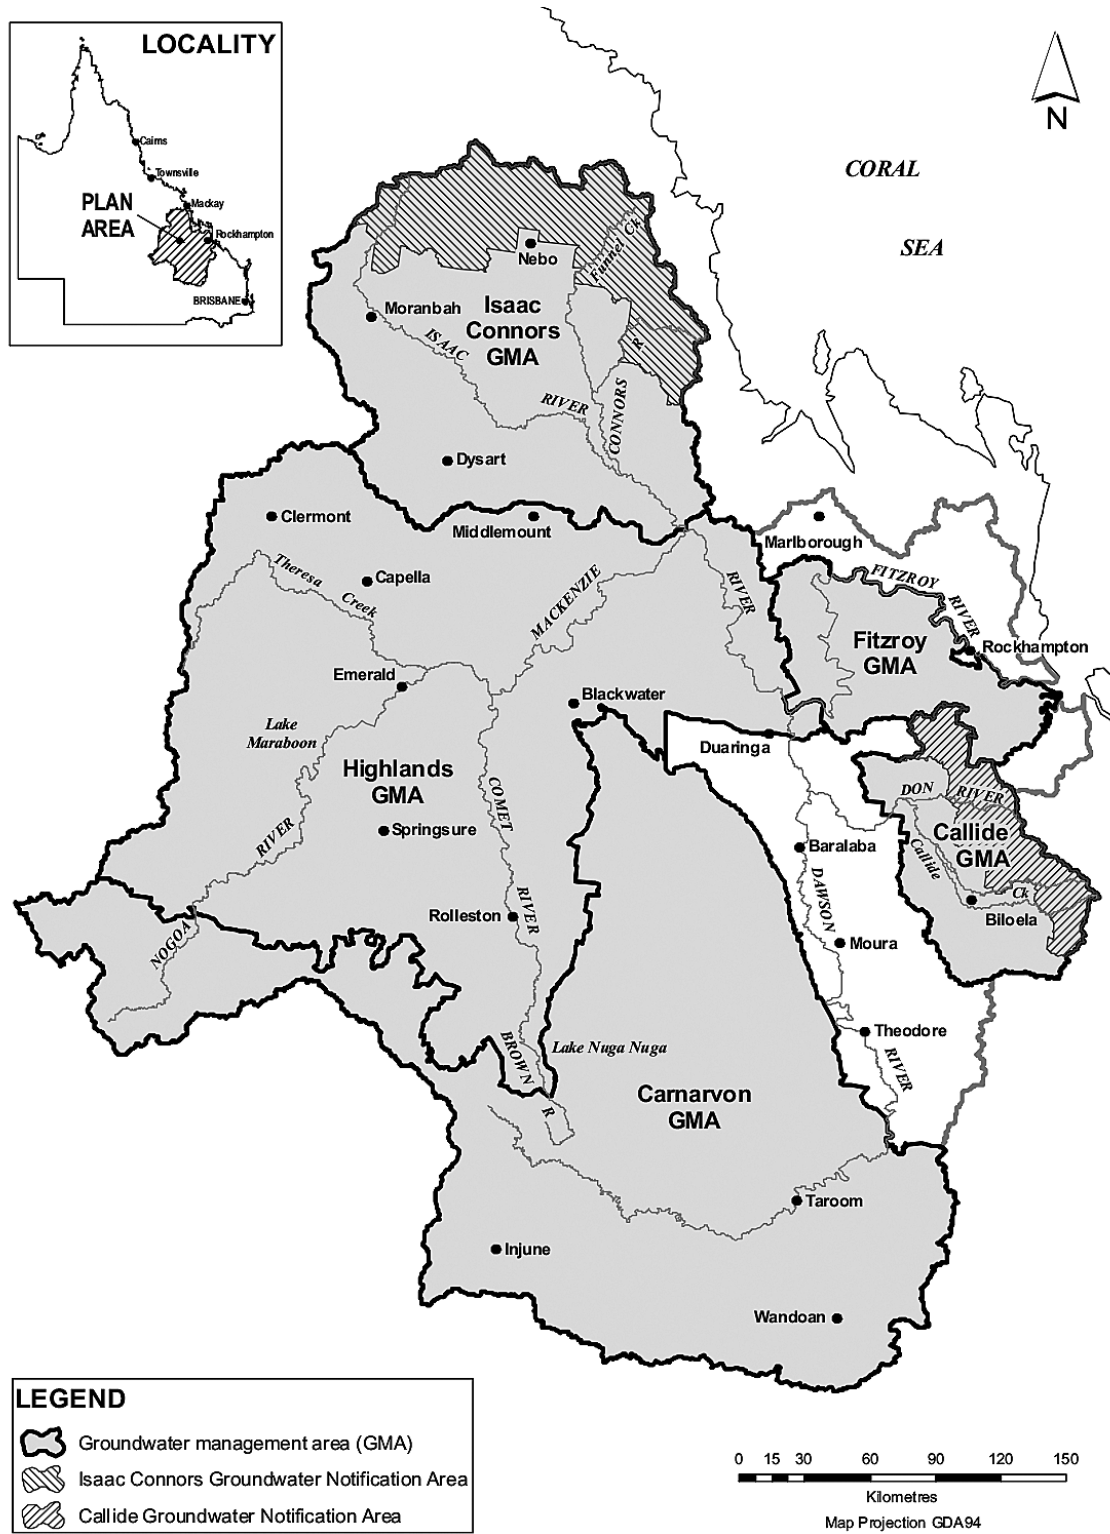 LOCALITY
Cairns
Townsville
PLAN
AREA
Mackay
Rockhampton
BRISBANE
N
CORAL
SEA
Funnel Ck
Nebo
Moranbah
Isaac
Connors
GMA
ISAAC
RIVER
CONNORS
R
Dysart
Clermont
Middlemount
Marlborough
Theresa
Creek
Capella
MACKENZIE
RIVER
FITZROY
RIVER
Fitzroy
GMA
Rockhampton
Emerald
Blackwater
Lake
Maraboon
Duaringa
Highlands
GMA
COMET
RIVER
DON
RIVER
RIVER
Springsure
Callide
GMA
Baralaba
Callide
Ck
DAWSON
Rolleston
Biloela
NOGOA
Moura
Theodore
BROWN
R
Lake Nuga Nuga
RIVER
Carnarvon
GMA
Taroom
Injune
Wandoan
LEGEND
Groundwater management area (GMA)
Isaac Connors Groundwater Notification Area
Callide Groundwater Notification Area
0 15 30 60 90 120 150
Kilometres
Map Projection GDA94